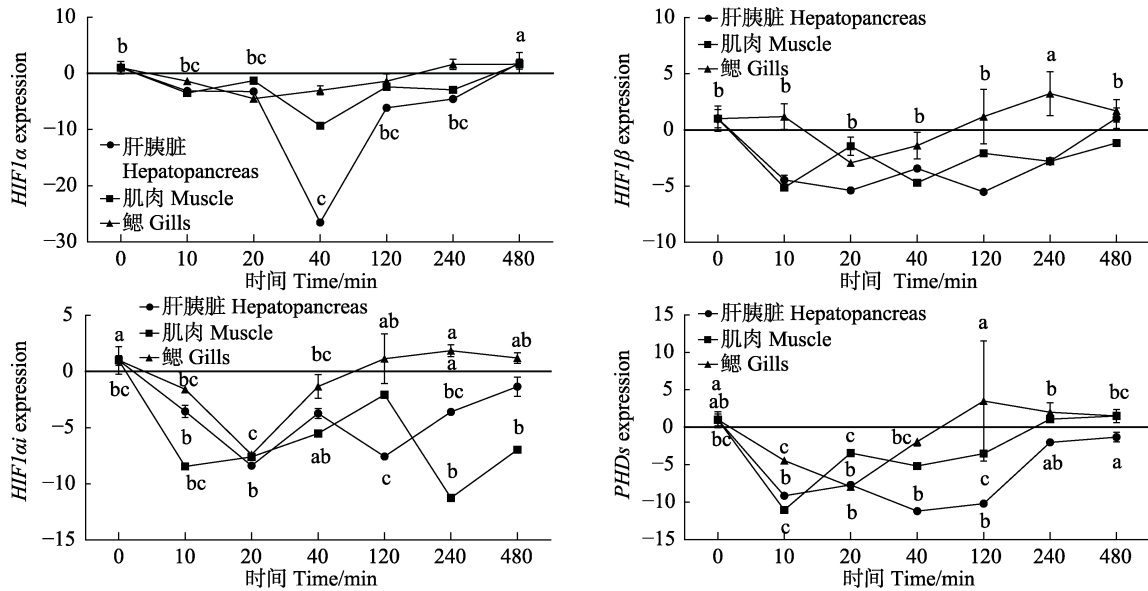 10
0
−10
−20
−30
HIF1α expression
b
bc
bc
c
bc
bc
a
肝胰脏
Hepatopancreas
肌肉 Muscle
鳃 Gills
0 10 20 40 120 240 480
时间 Time/min
10
5
0
−5
−10
HIF1β expression
肝胰脏 Hepatopancreas
肌肉 Muscle
鳃 Gills
b
b
b
b
b
a
b
0 10 20 40 120 240 480
时间 Time/min
5
0
−5
−10
−15
HIF1ai expression
肝胰脏 Hepatopancreas
肌肉 Muscle
鳃 Gills
a
bc
bc
b
bc
c
b
bc
ab
ab
c
a
a
bc
b
ab
b
0 10 20 40 120 240 480
时间 Time/min
15
10
5
0
−5
−10
−15
PHDs expression
肝胰脏 Hepatopancreas
肌肉 Muscle
鳃 Gills
a
ab
bc
c
b
c
c
b
b
bc
b
a
c
b
b
ab
bc
a
0 10 20 40 120 240 480
时间 Time/min